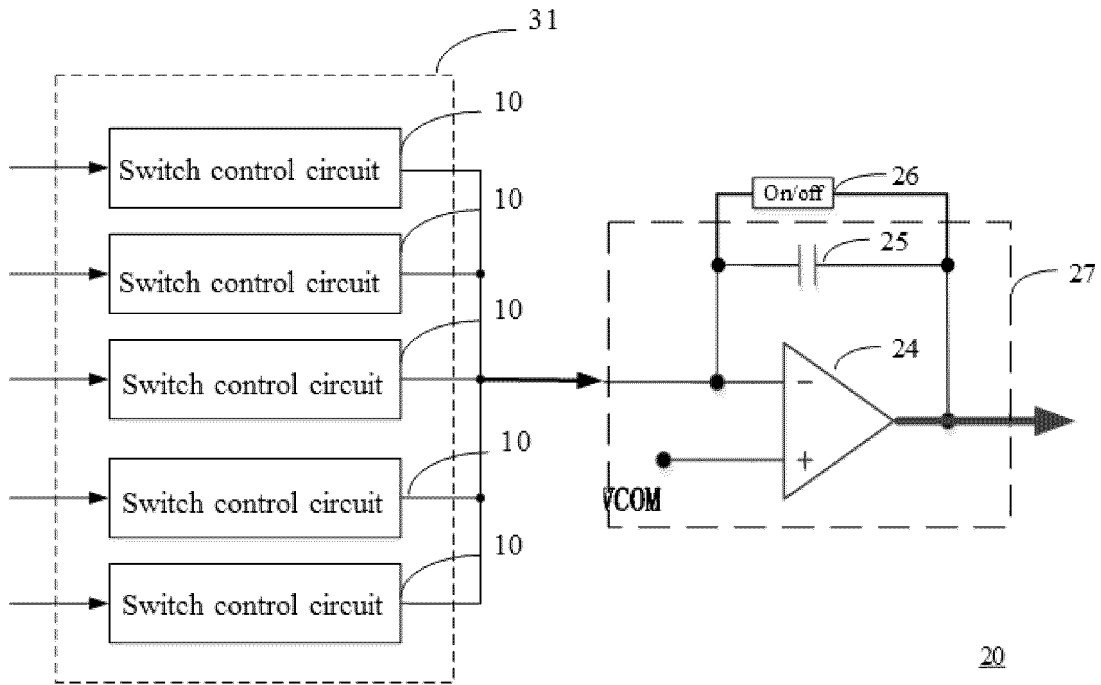 31
10
Switch control circuit
10
Switch control circuit
10
Switch control circuit
10
Switch control circuit
10
Switch control circuit
On/off
26
25
27
24
−
+
VCOM
20